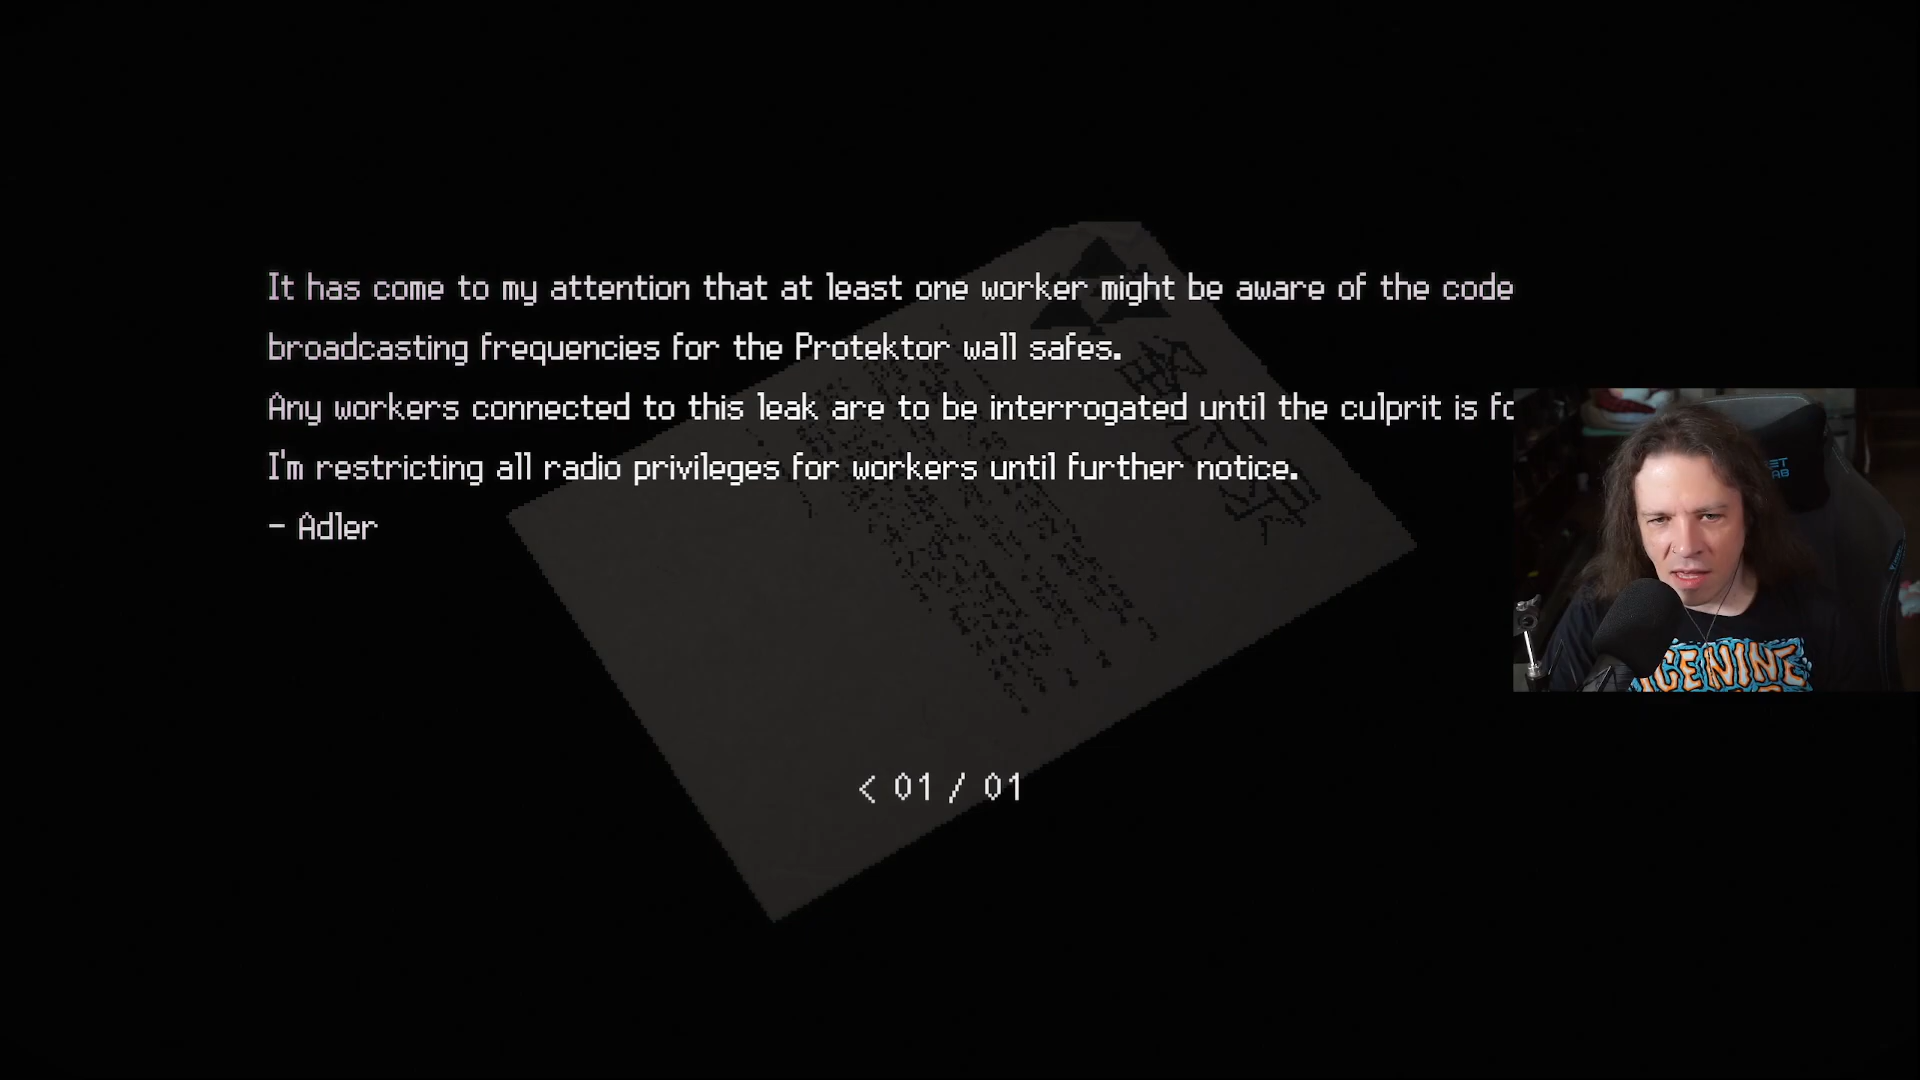 It has come to my attention that at least one worker might be aware of the code
broadcasting frequencies for the Protektor wall safes.
Any workers connected to this leak are to be interrogated until the culprit is
I'm restricting all radio privileges for workers until further notice.
- Adler
< 01 / 01
ICE NINE